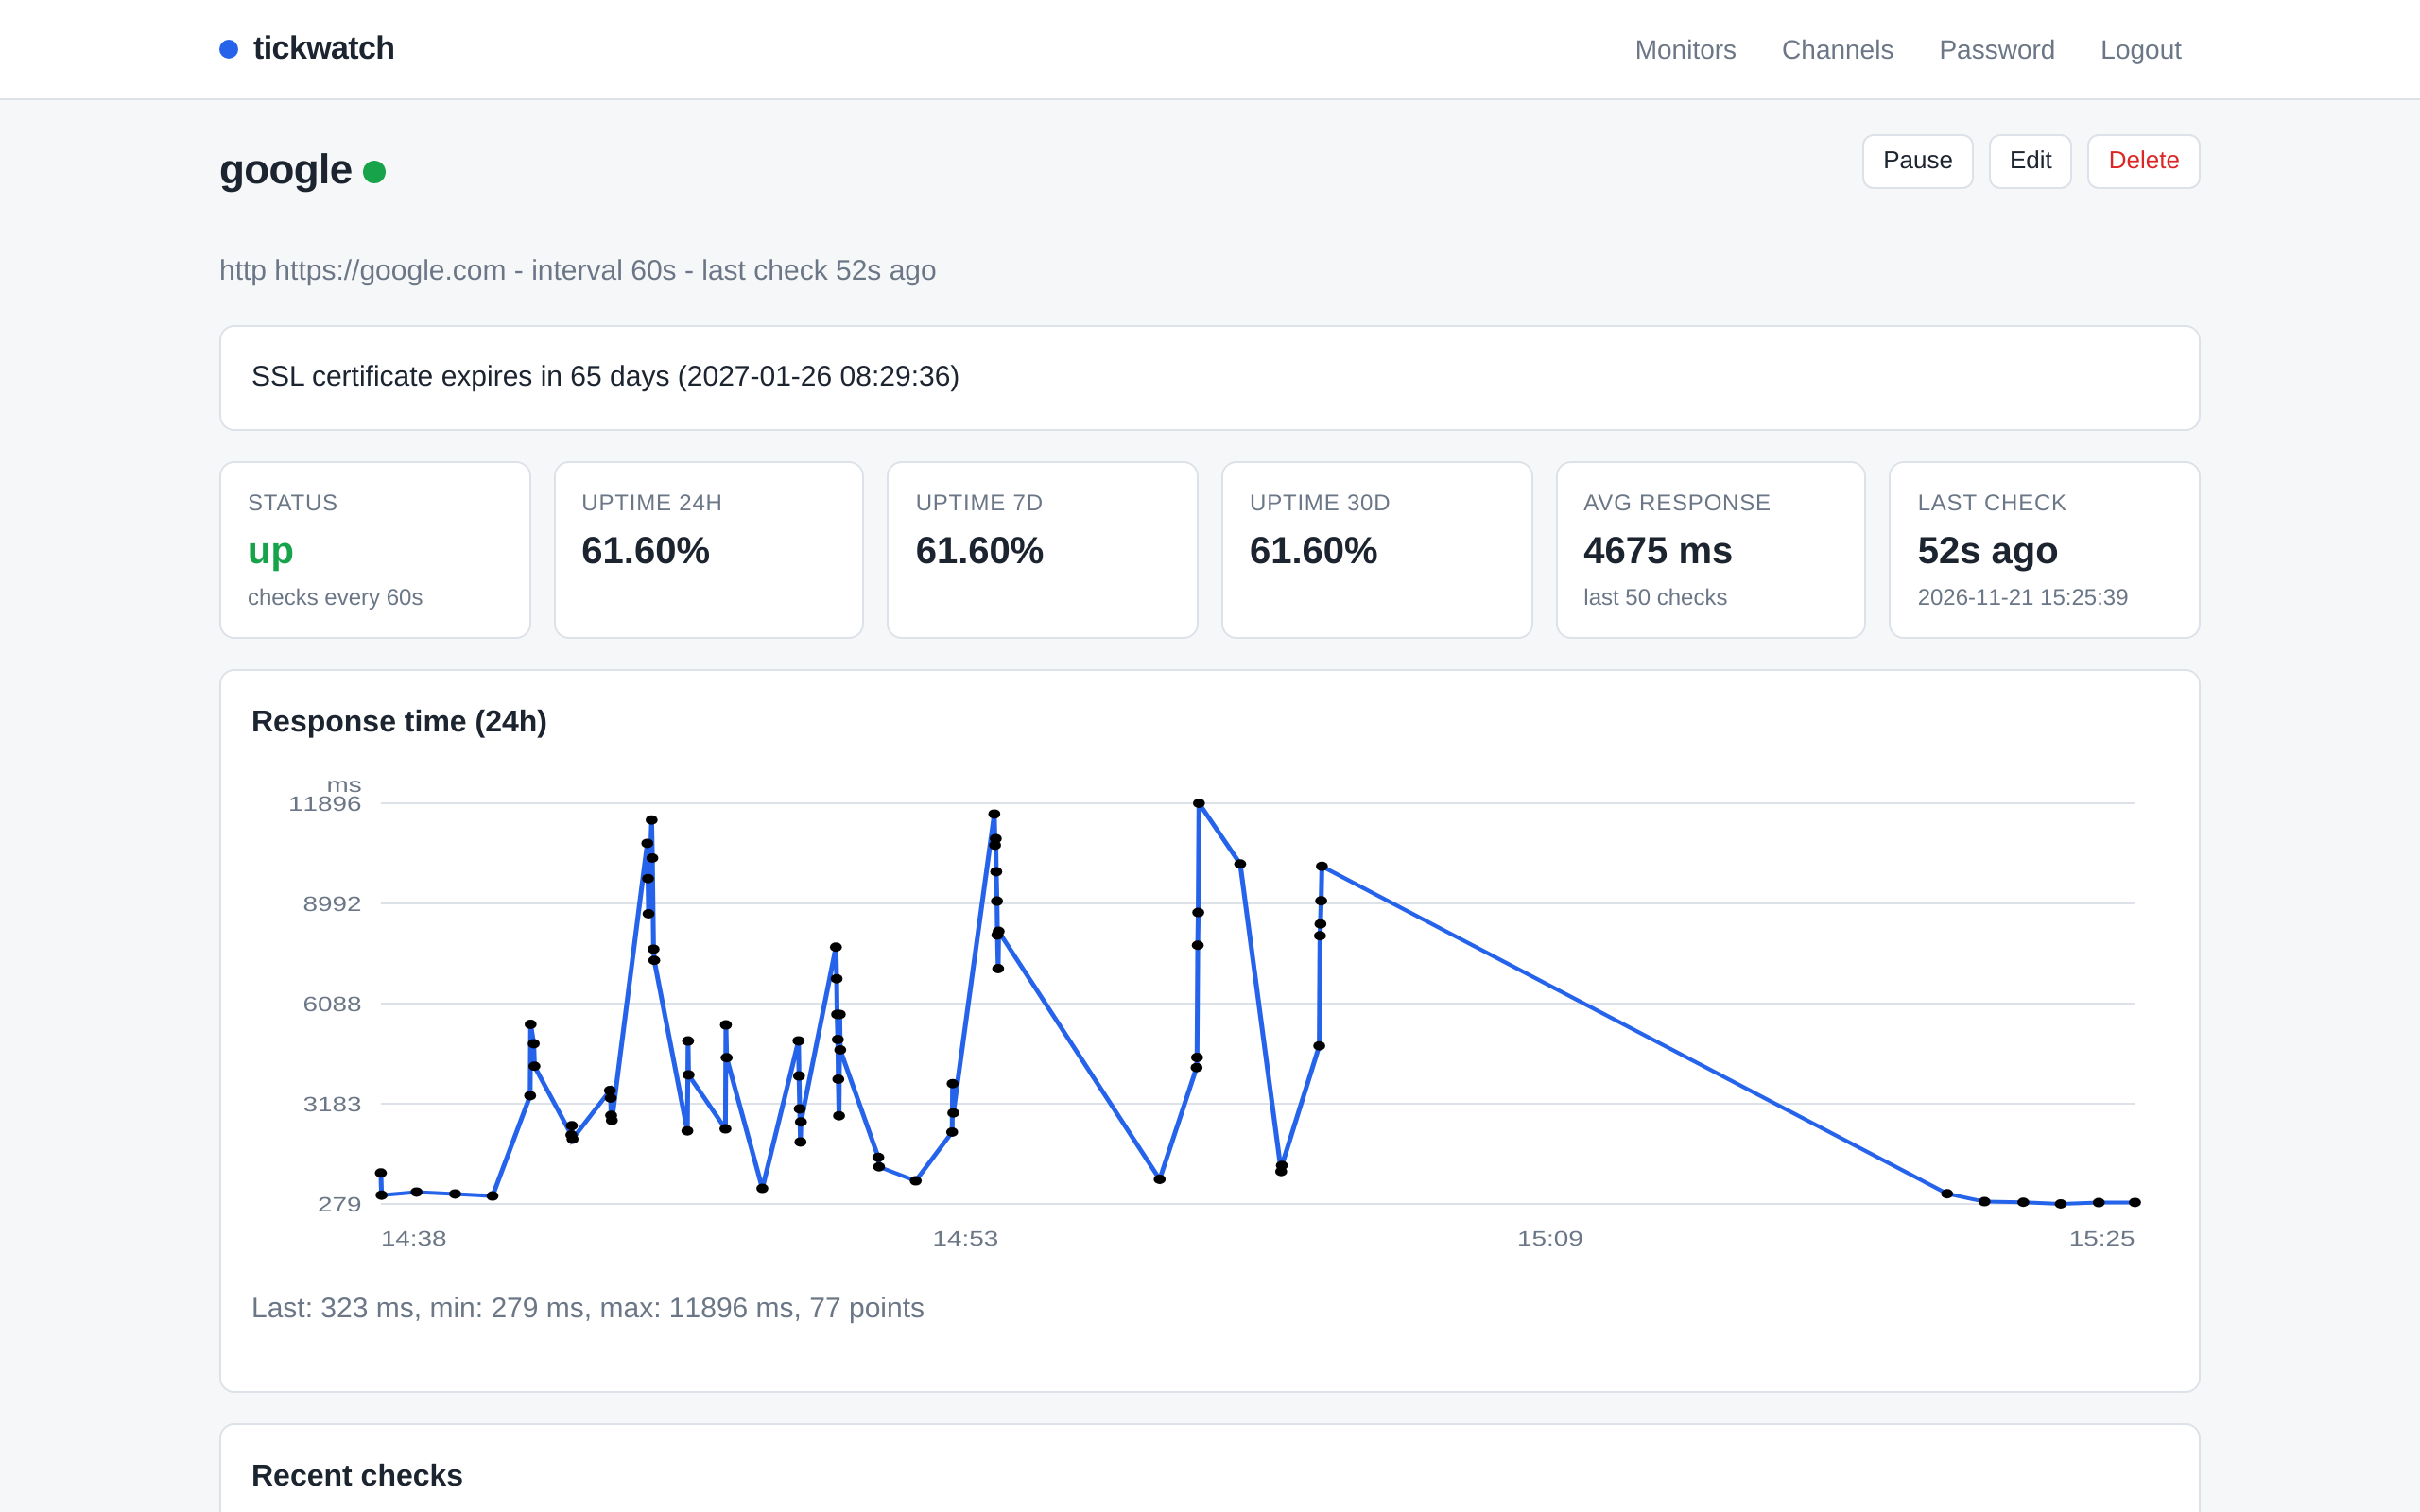 tickwatch
Monitors Channels Password Logout
google
Pause Edit Delete
http https://google.com - interval 60s - last check 52s ago
SSL certificate expires in 65 days (2027-01-26 08:29:36)
STATUS
up
checks every 60s
UPTIME 24H
61.60%
UPTIME 7D
61.60%
UPTIME 30D
61.60%
AVG RESPONSE
4675 ms
last 50 checks
LAST CHECK
52s ago
2026-11-21 15:25:39
Response time (24h)
ms
11896
8992
6088
3183
279
14:38 14:53 15:09 15:25
Last: 323 ms, min: 279 ms, max: 11896 ms, 77 points
Recent checks